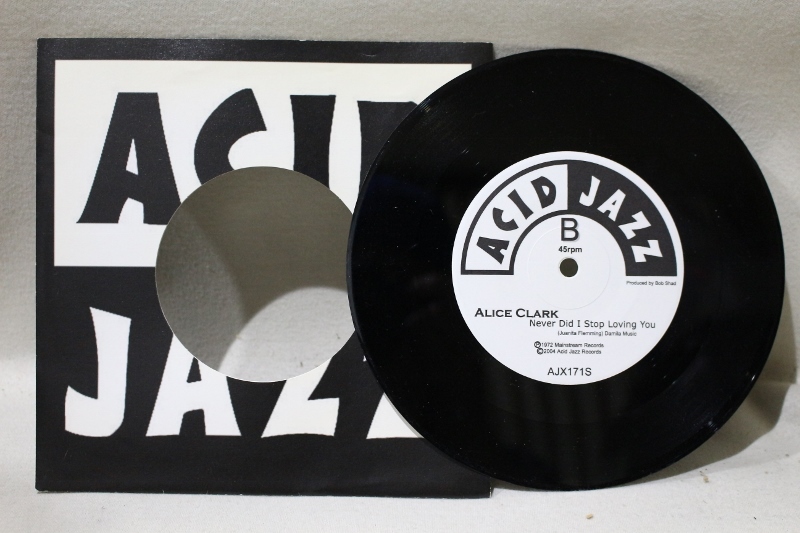 ACID
JAZZ
ACID JAZZ
B
45rpm
Produced by Bob Shad
ALICE CLARK
Never Did I Stop Loving You
(Juanita Flemming) Damila Music
℗1972 Mainstream Records
©2004 Acid Jazz Records
AJX171S